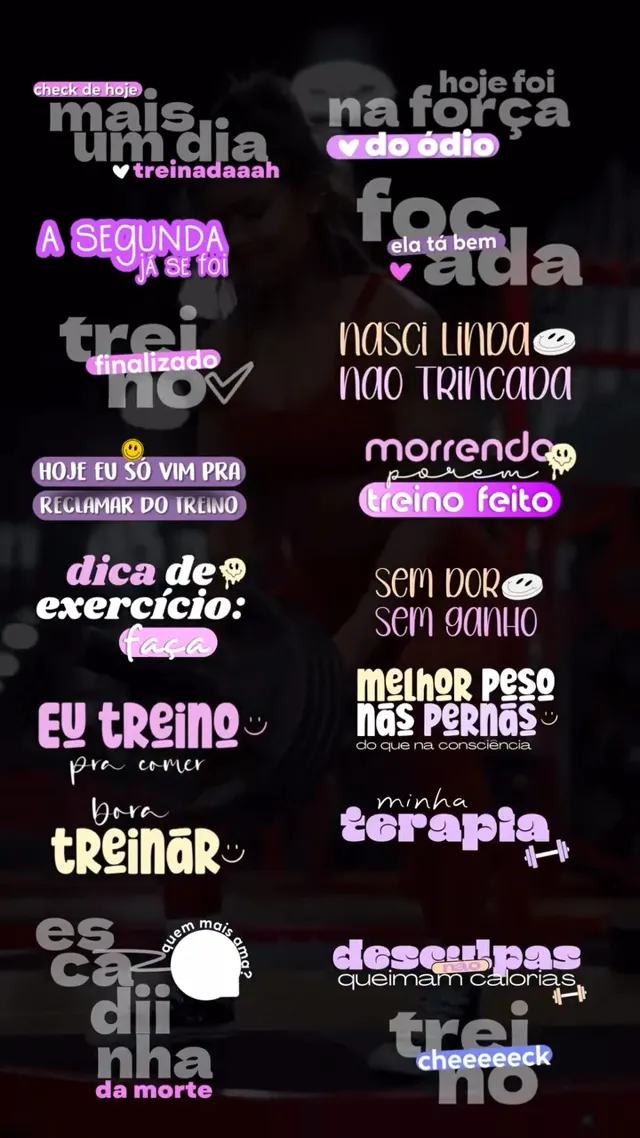 check de hoje
mais
um dia
treinadaaah
hoje foi
na força
do ódio
A SEGUNDA
JÁ SE FOI
foc
ela tá bem
ada
trei
finalizado
no
NASCI LINDA
NAO TRINCADA
HOJE EU SÓ VIM PRA
RECLAMAR DO TREINO
morrendo
porem
treino feito
dica de
exercício:
faça
SEM DOR
SEM GANHO
EU TREINO
pra comer
MELHOR PESO
NAS PERNAS
do que na consciência
bora
TREINAR
minha
terapia
es
ca
dii
nha
da morte
quem mais ama?
desculpas
não
queimam calorias
trei
cheeeeeck
no